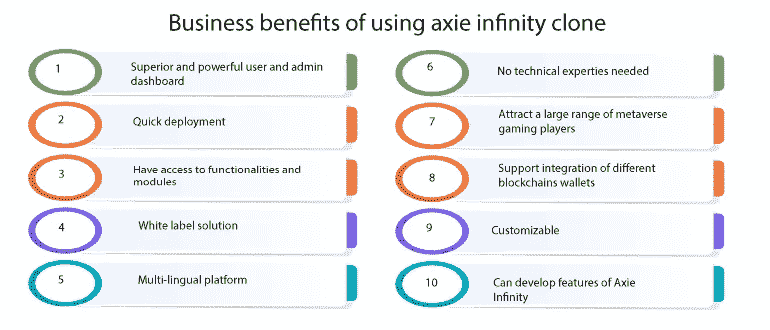 Business benefits of using axie infinity clone
1
Superior and powerful user and admin
dashboard
2
Quick deployment
3
Have access to functionalities and
modules
4
White label solution
5
Multi-lingual platform
6
No technical experties needed
7
Attract a large range of metaverse
gaming players
8
Support integration of different
blockchains wallets
9
Customizable
10
Can develop features of Axie
Infinity